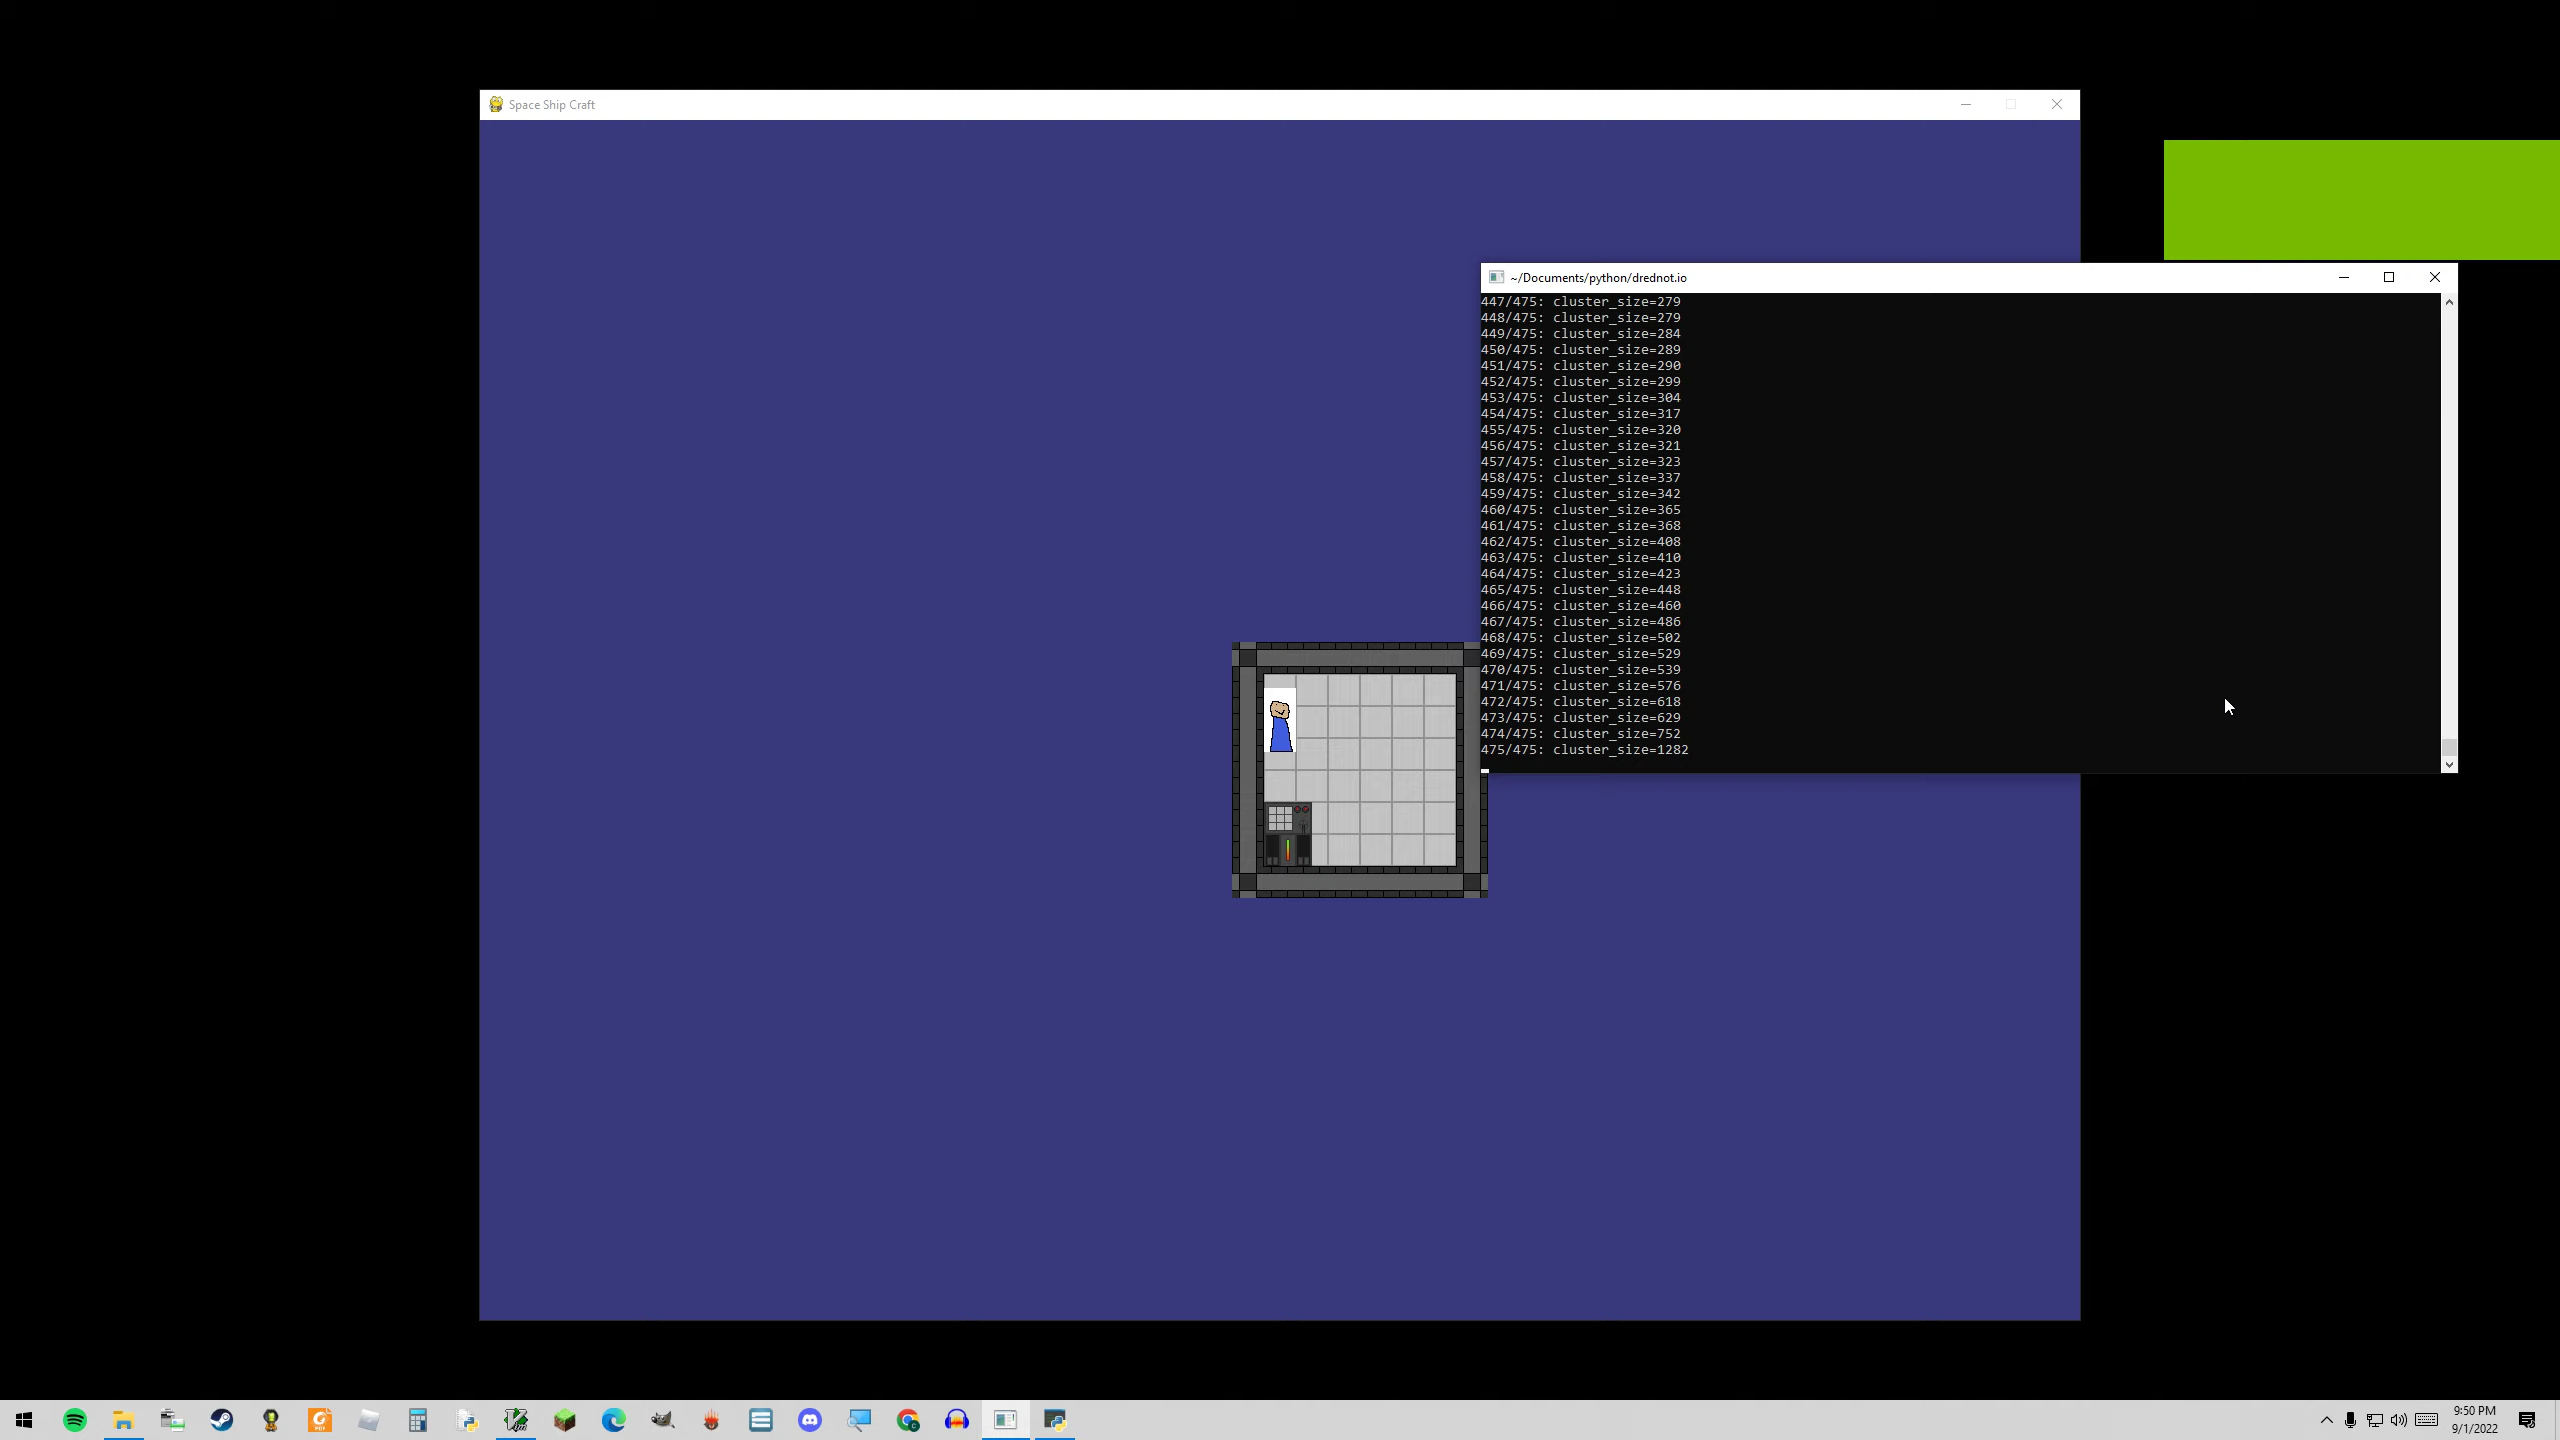 Space Ship Craft
~/Documents/python/drednot.io
447/475: cluster_size=279
448/475: cluster_size=279
449/475: cluster_size=284
450/475: cluster_size=289
451/475: cluster_size=290
452/475: cluster_size=299
453/475: cluster_size=304
454/475: cluster_size=317
455/475: cluster_size=320
456/475: cluster_size=321
457/475: cluster_size=323
458/475: cluster_size=337
459/475: cluster_size=342
460/475: cluster_size=365
461/475: cluster_size=368
462/475: cluster_size=408
463/475: cluster_size=410
464/475: cluster_size=423
465/475: cluster_size=448
466/475: cluster_size=460
467/475: cluster_size=486
468/475: cluster_size=502
469/475: cluster_size=529
470/475: cluster_size=539
471/475: cluster_size=576
472/475: cluster_size=618
473/475: cluster_size=629
474/475: cluster_size=752
475/475: cluster_size=1282
9:50 PM
9/1/2022